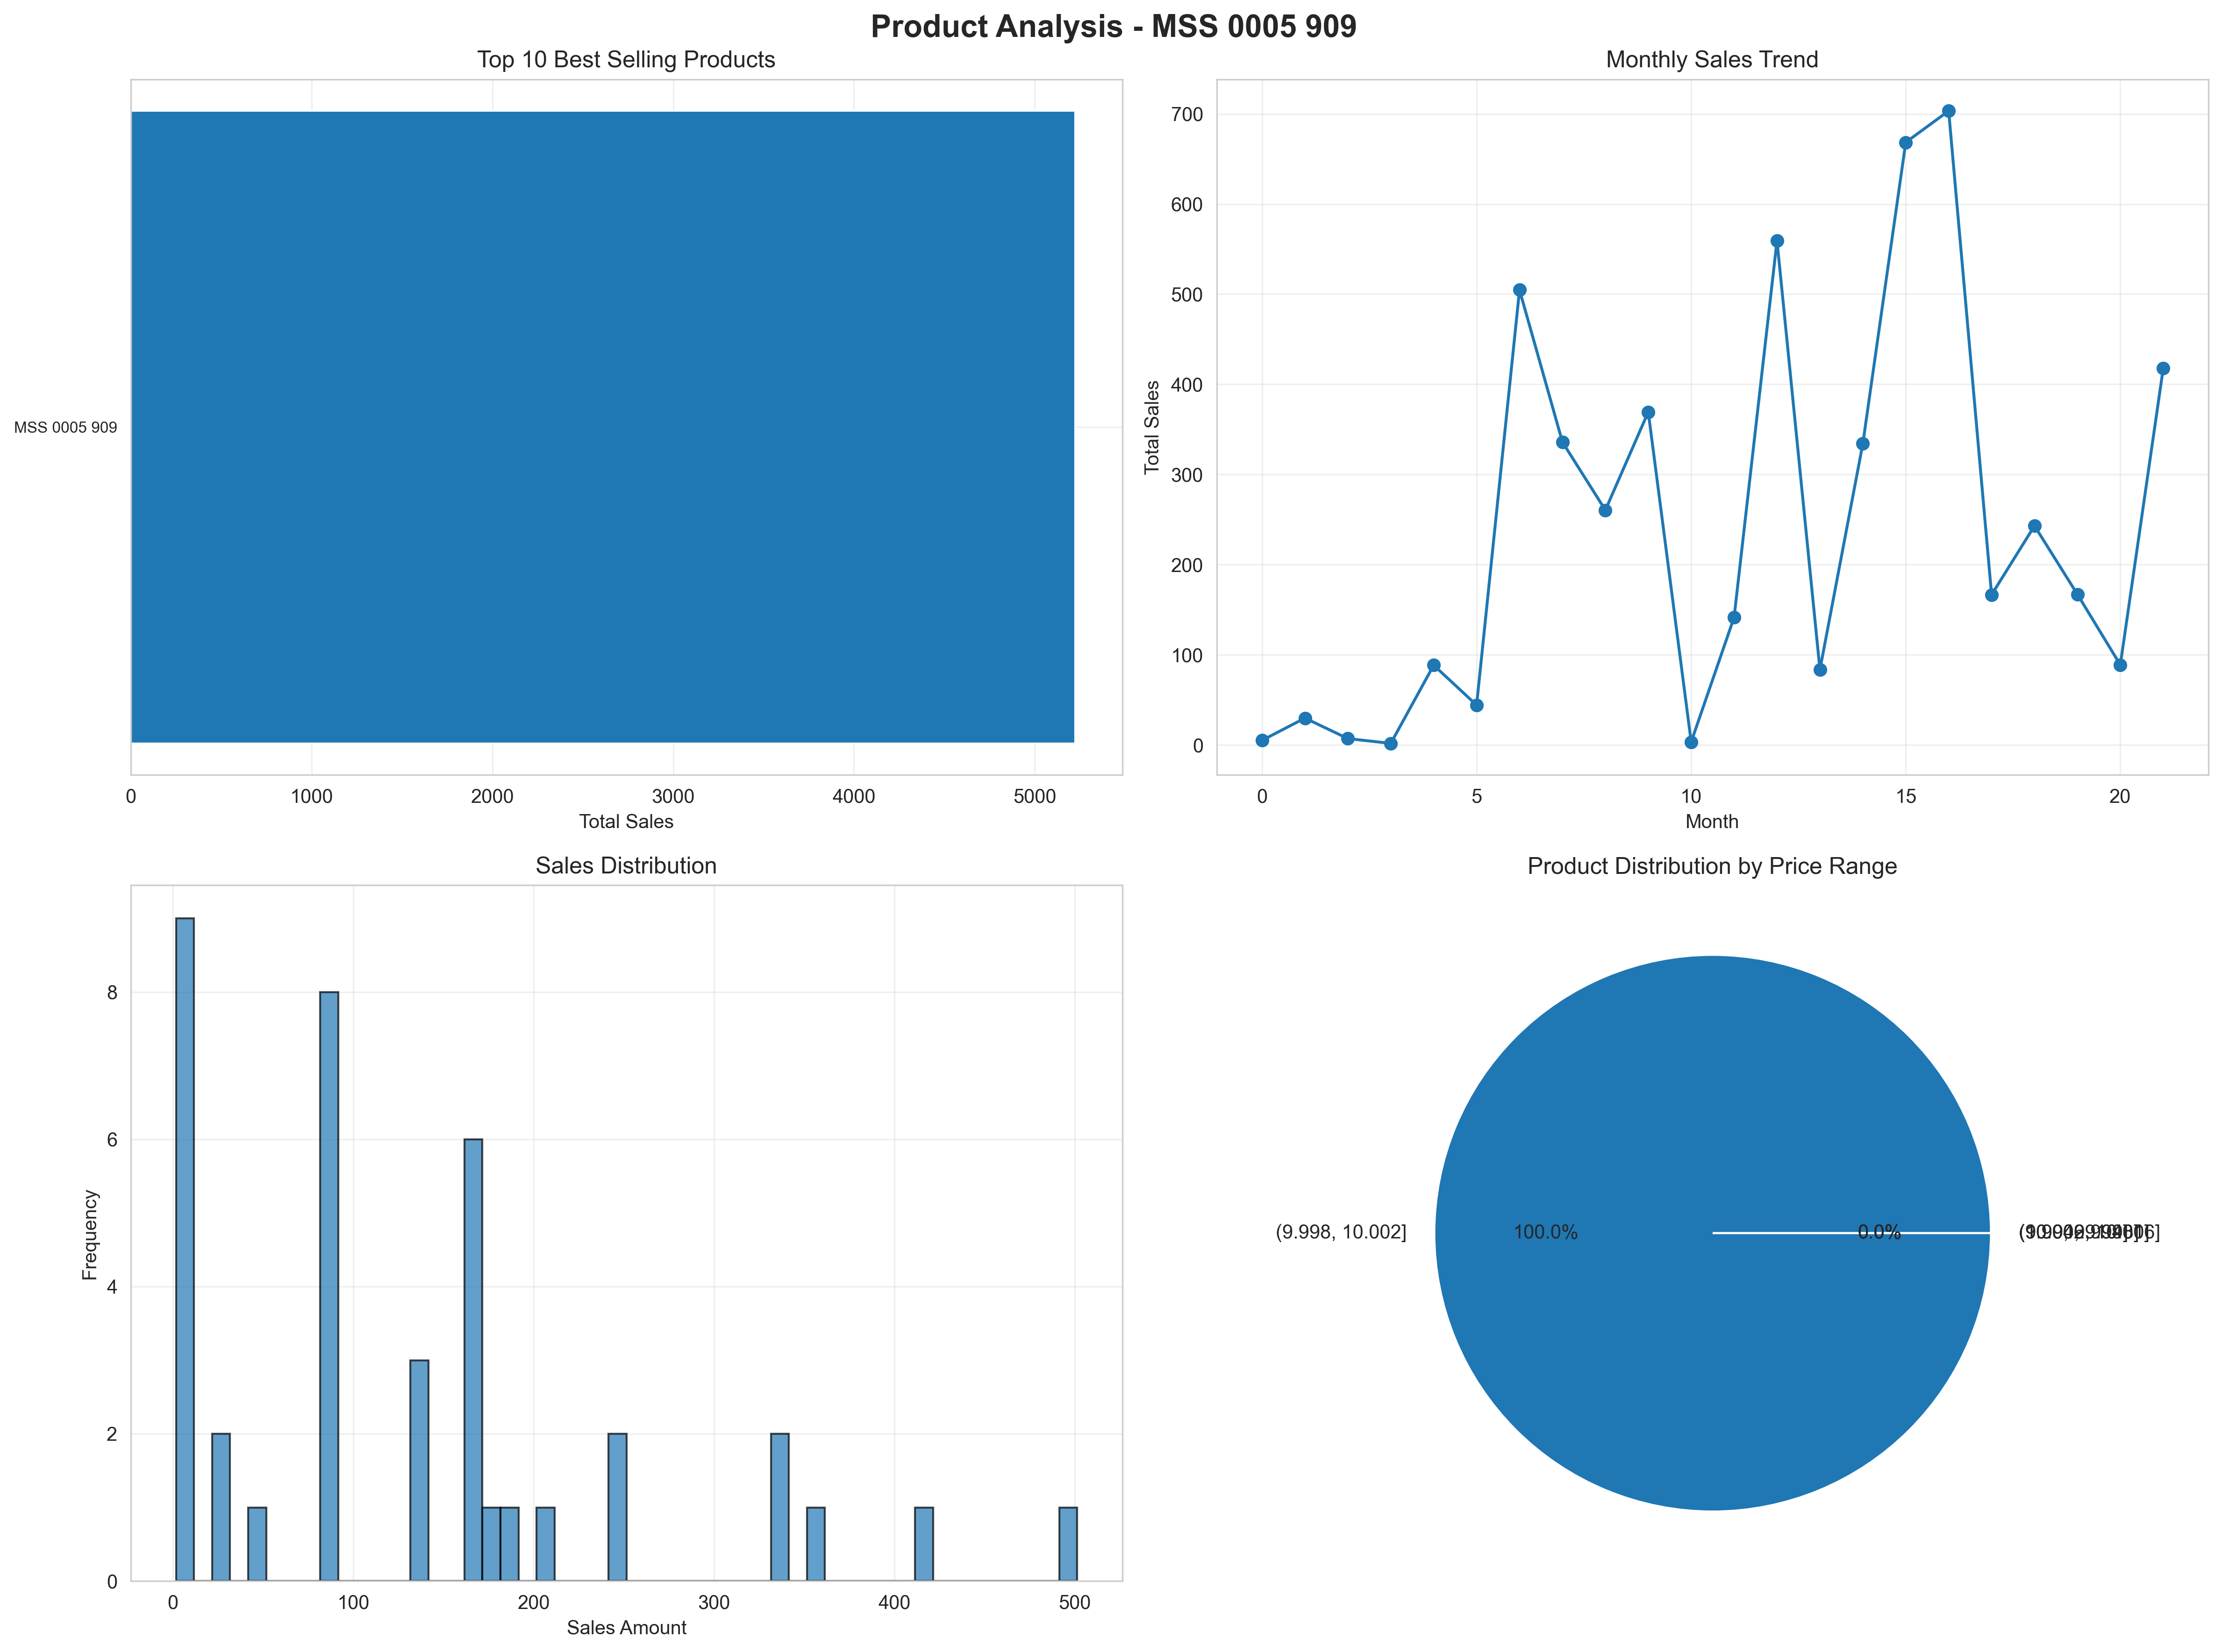 Product Analysis - MSS 0005 909
Top 10 Best Selling Products
MSS 0005 909
0 1000 2000 3000 4000 5000
Total Sales
Monthly Sales Trend
Total Sales
700
600
500
400
300
200
100
0
0 5 10 15 20
Month
Sales Distribution
Frequency
8
6
4
2
0
0 100 200 300 400 500
Sales Amount
Product Distribution by Price Range
(9.998, 10.002] 100.0% 0.0%